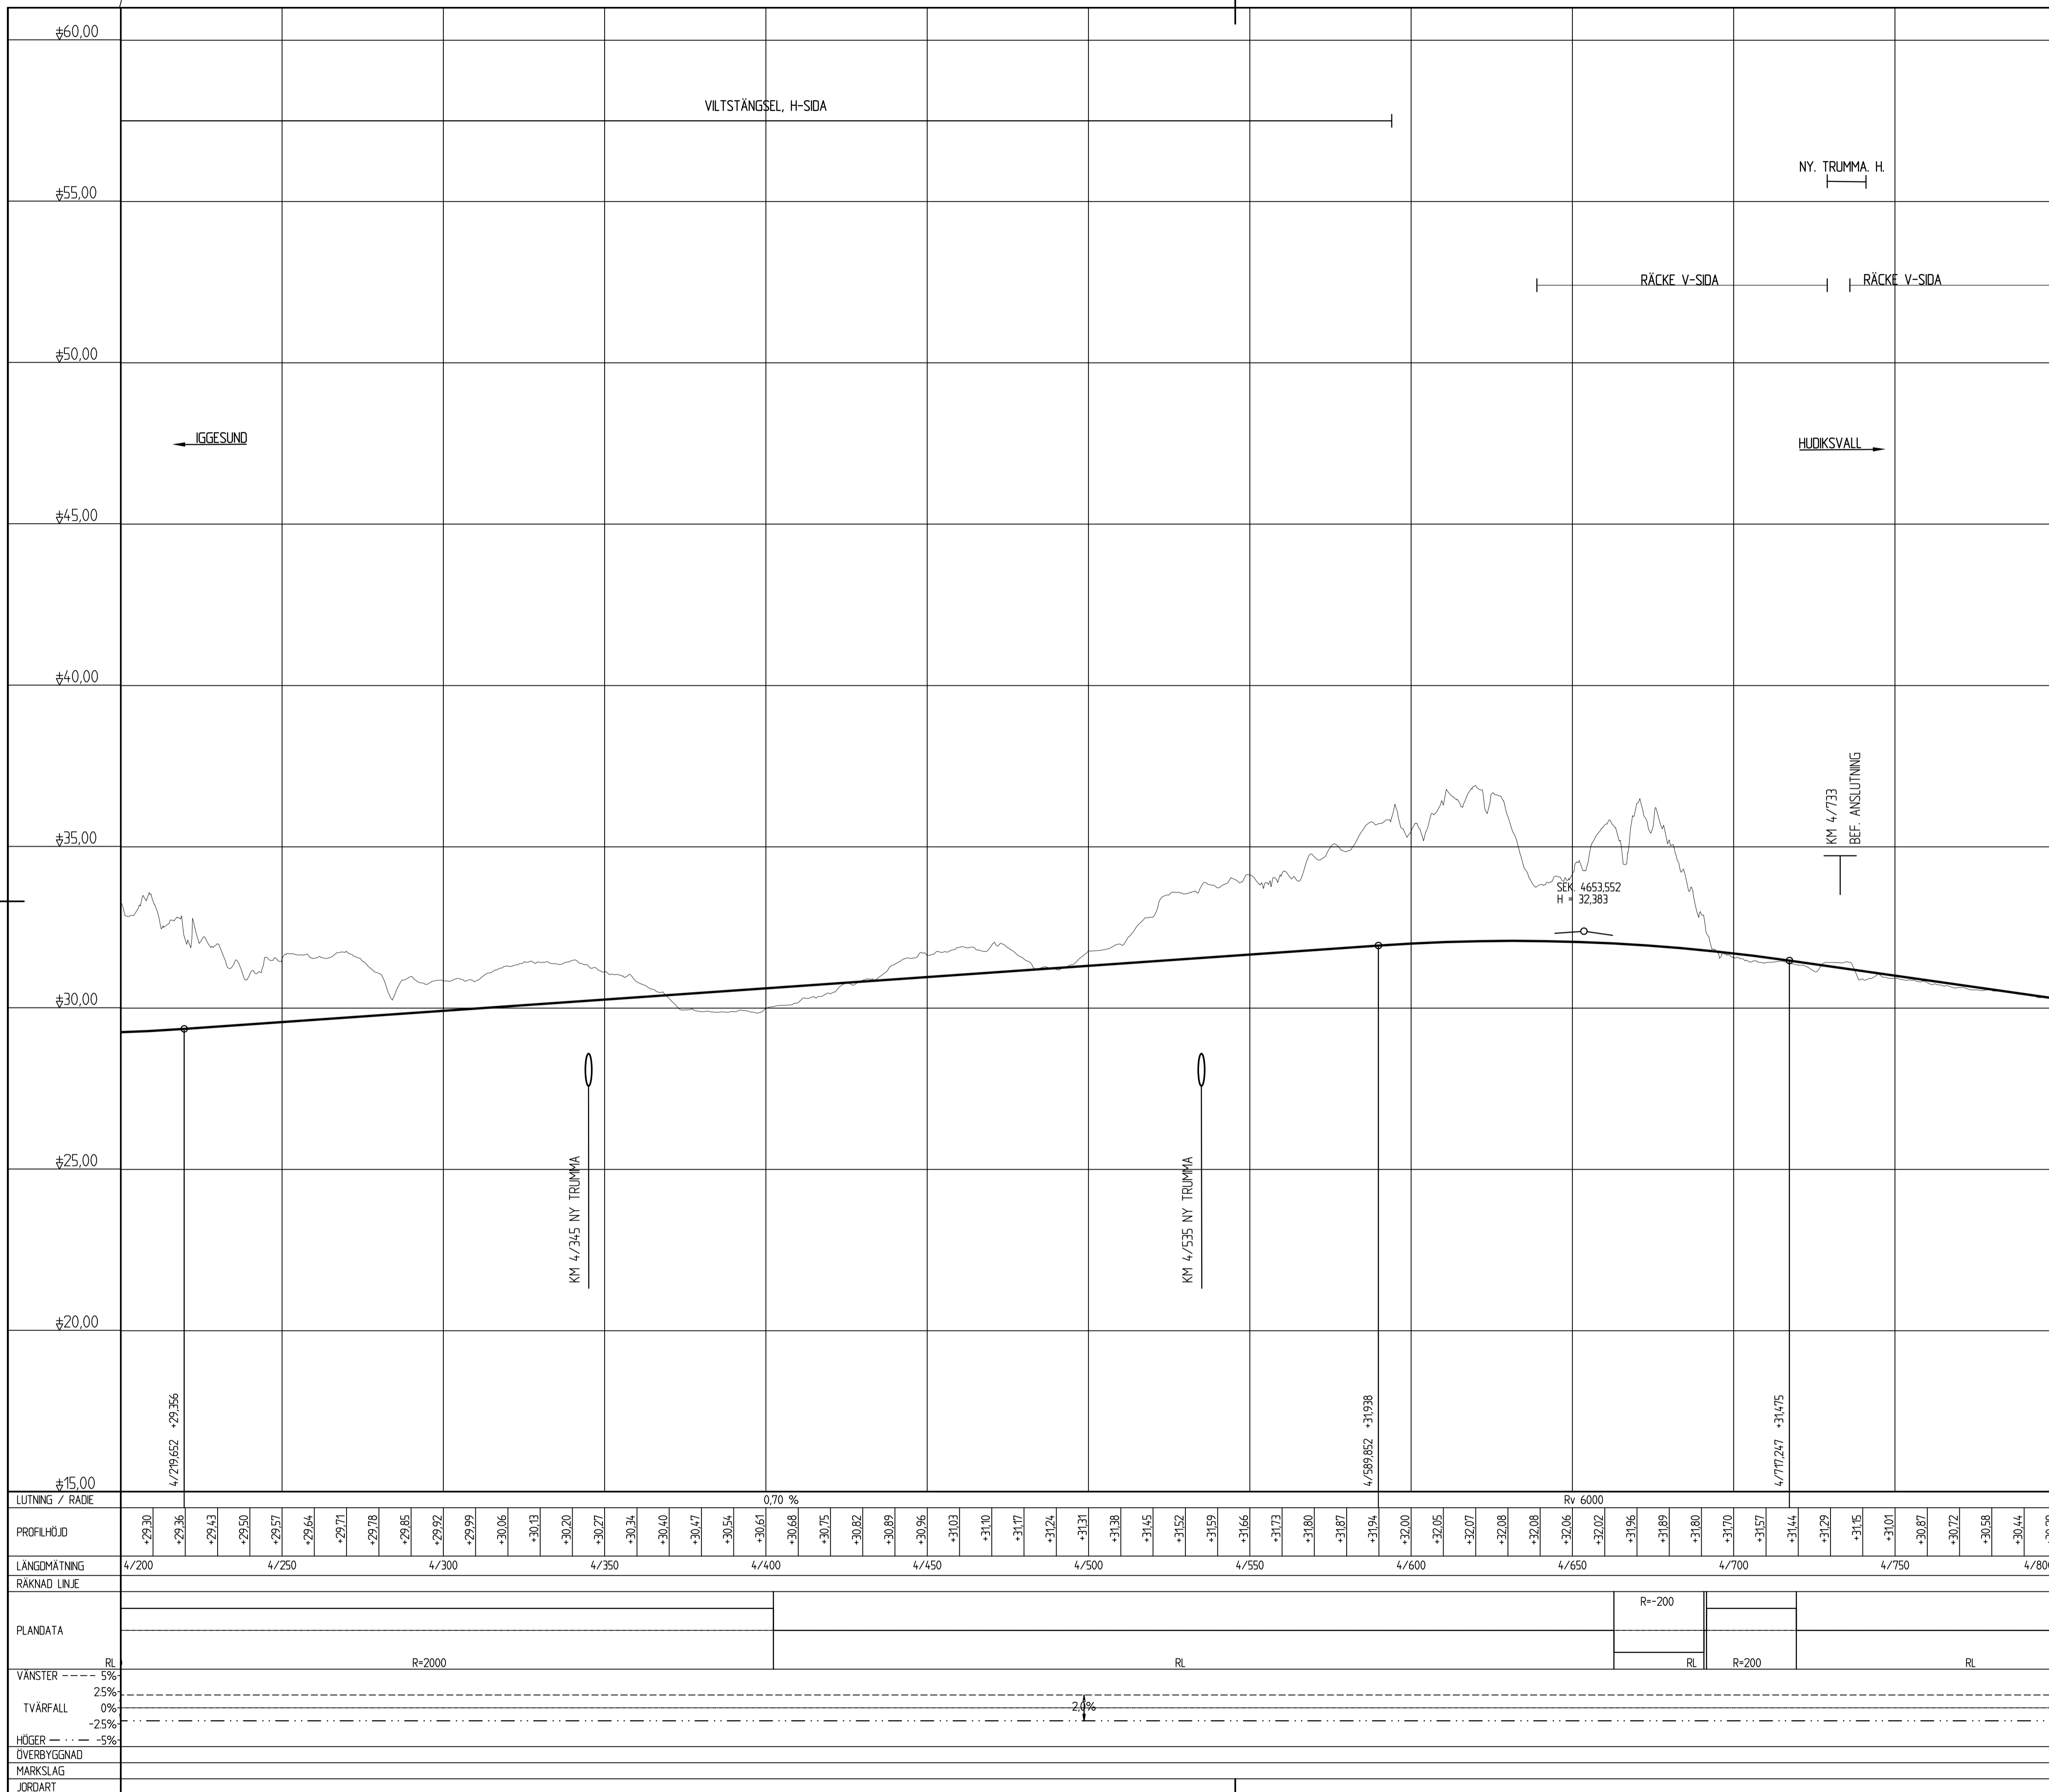 +60,00
VILTSTÄNGSEL, H-SIDA
NY. TRUMMA. H.
+55,00
RÄCKE V-SIDA
RÄCKE V-SIDA
+50,00
IGGESUND
HUDIKSVALL
+45,00
+40,00
KM 4/733
BEF. ANSLUTNING
+35,00
SEK. 4653,552
H = 32,383
+30,00
+25,00
KM 4/345 NY TRUMMA
KM 4/535 NY TRUMMA
+20,00
4/219,652 +29,356
4/589,852 +31,938
4/717,247 +31,475
+15,00
LUTNING / RADIE 0,70 % Rv 6000
PROFILHÖJD +29,30 +29,36 +29,43 +29,50 +29,57 +29,64 +29,71 +29,78 +29,85 +29,92 +29,99 +30,06 +30,13 +30,20 +30,27 +30,34 +30,40 +30,47 +30,54 +30,61 +30,68 +30,75 +30,82 +30,89 +30,96 +31,03 +31,10 +31,17 +31,24 +31,31 +31,38 +31,45 +31,52 +31,59 +31,66 +31,73 +31,80 +31,87 +31,94 +32,00 +32,05 +32,07 +32,08 +32,08 +32,06 +32,02 +31,96 +31,89 +31,80 +31,70 +31,57 +31,44 +31,29 +31,15 +31,01 +30,87 +30,72 +30,58 +30,44
LÄNGDMÄTNING 4/200 4/250 4/300 4/350 4/400 4/450 4/500 4/550 4/600 4/650 4/700 4/750 4/800
RÄKNAD LINJE
R=-200
PLANDATA
RL R=2000 RL RL R=200 RL
VÄNSTER ---- 5%
2.5%
TVÄRFALL 0% 2,0%
-2.5%
HÖGER — ·· — -5%
ÖVERBYGGNAD
MARKSLAG
JORDART